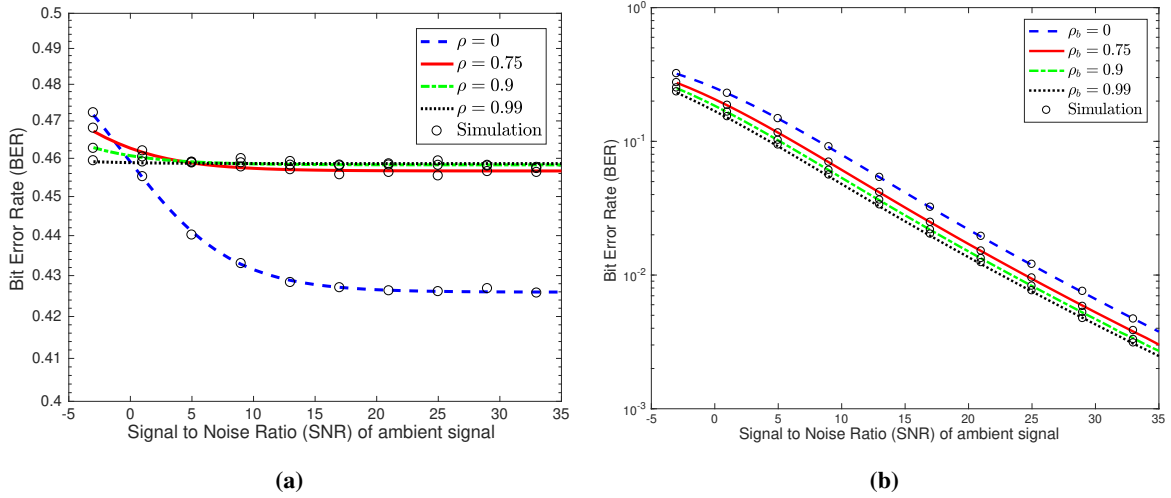 0.5
0.49
0.48
0.47
0.46
0.45
0.44
0.43
0.42
0.41
0.4
Bit Error Rate (BER)
ρ = 0
ρ = 0.75
ρ = 0.9
ρ = 0.99
Simulation
-5 0 5 10 15 20 25 30 35
Signal to Noise Ratio (SNR) of ambient signal
(a)
10^0
10^-1
10^-2
10^-3
Bit Error Rate (BER)
ρ_b = 0
ρ_b = 0.75
ρ_b = 0.9
ρ_b = 0.99
Simulation
-5 0 5 10 15 20 25 30 35
Signal to Noise Ratio (SNR) of ambient signal
(b)